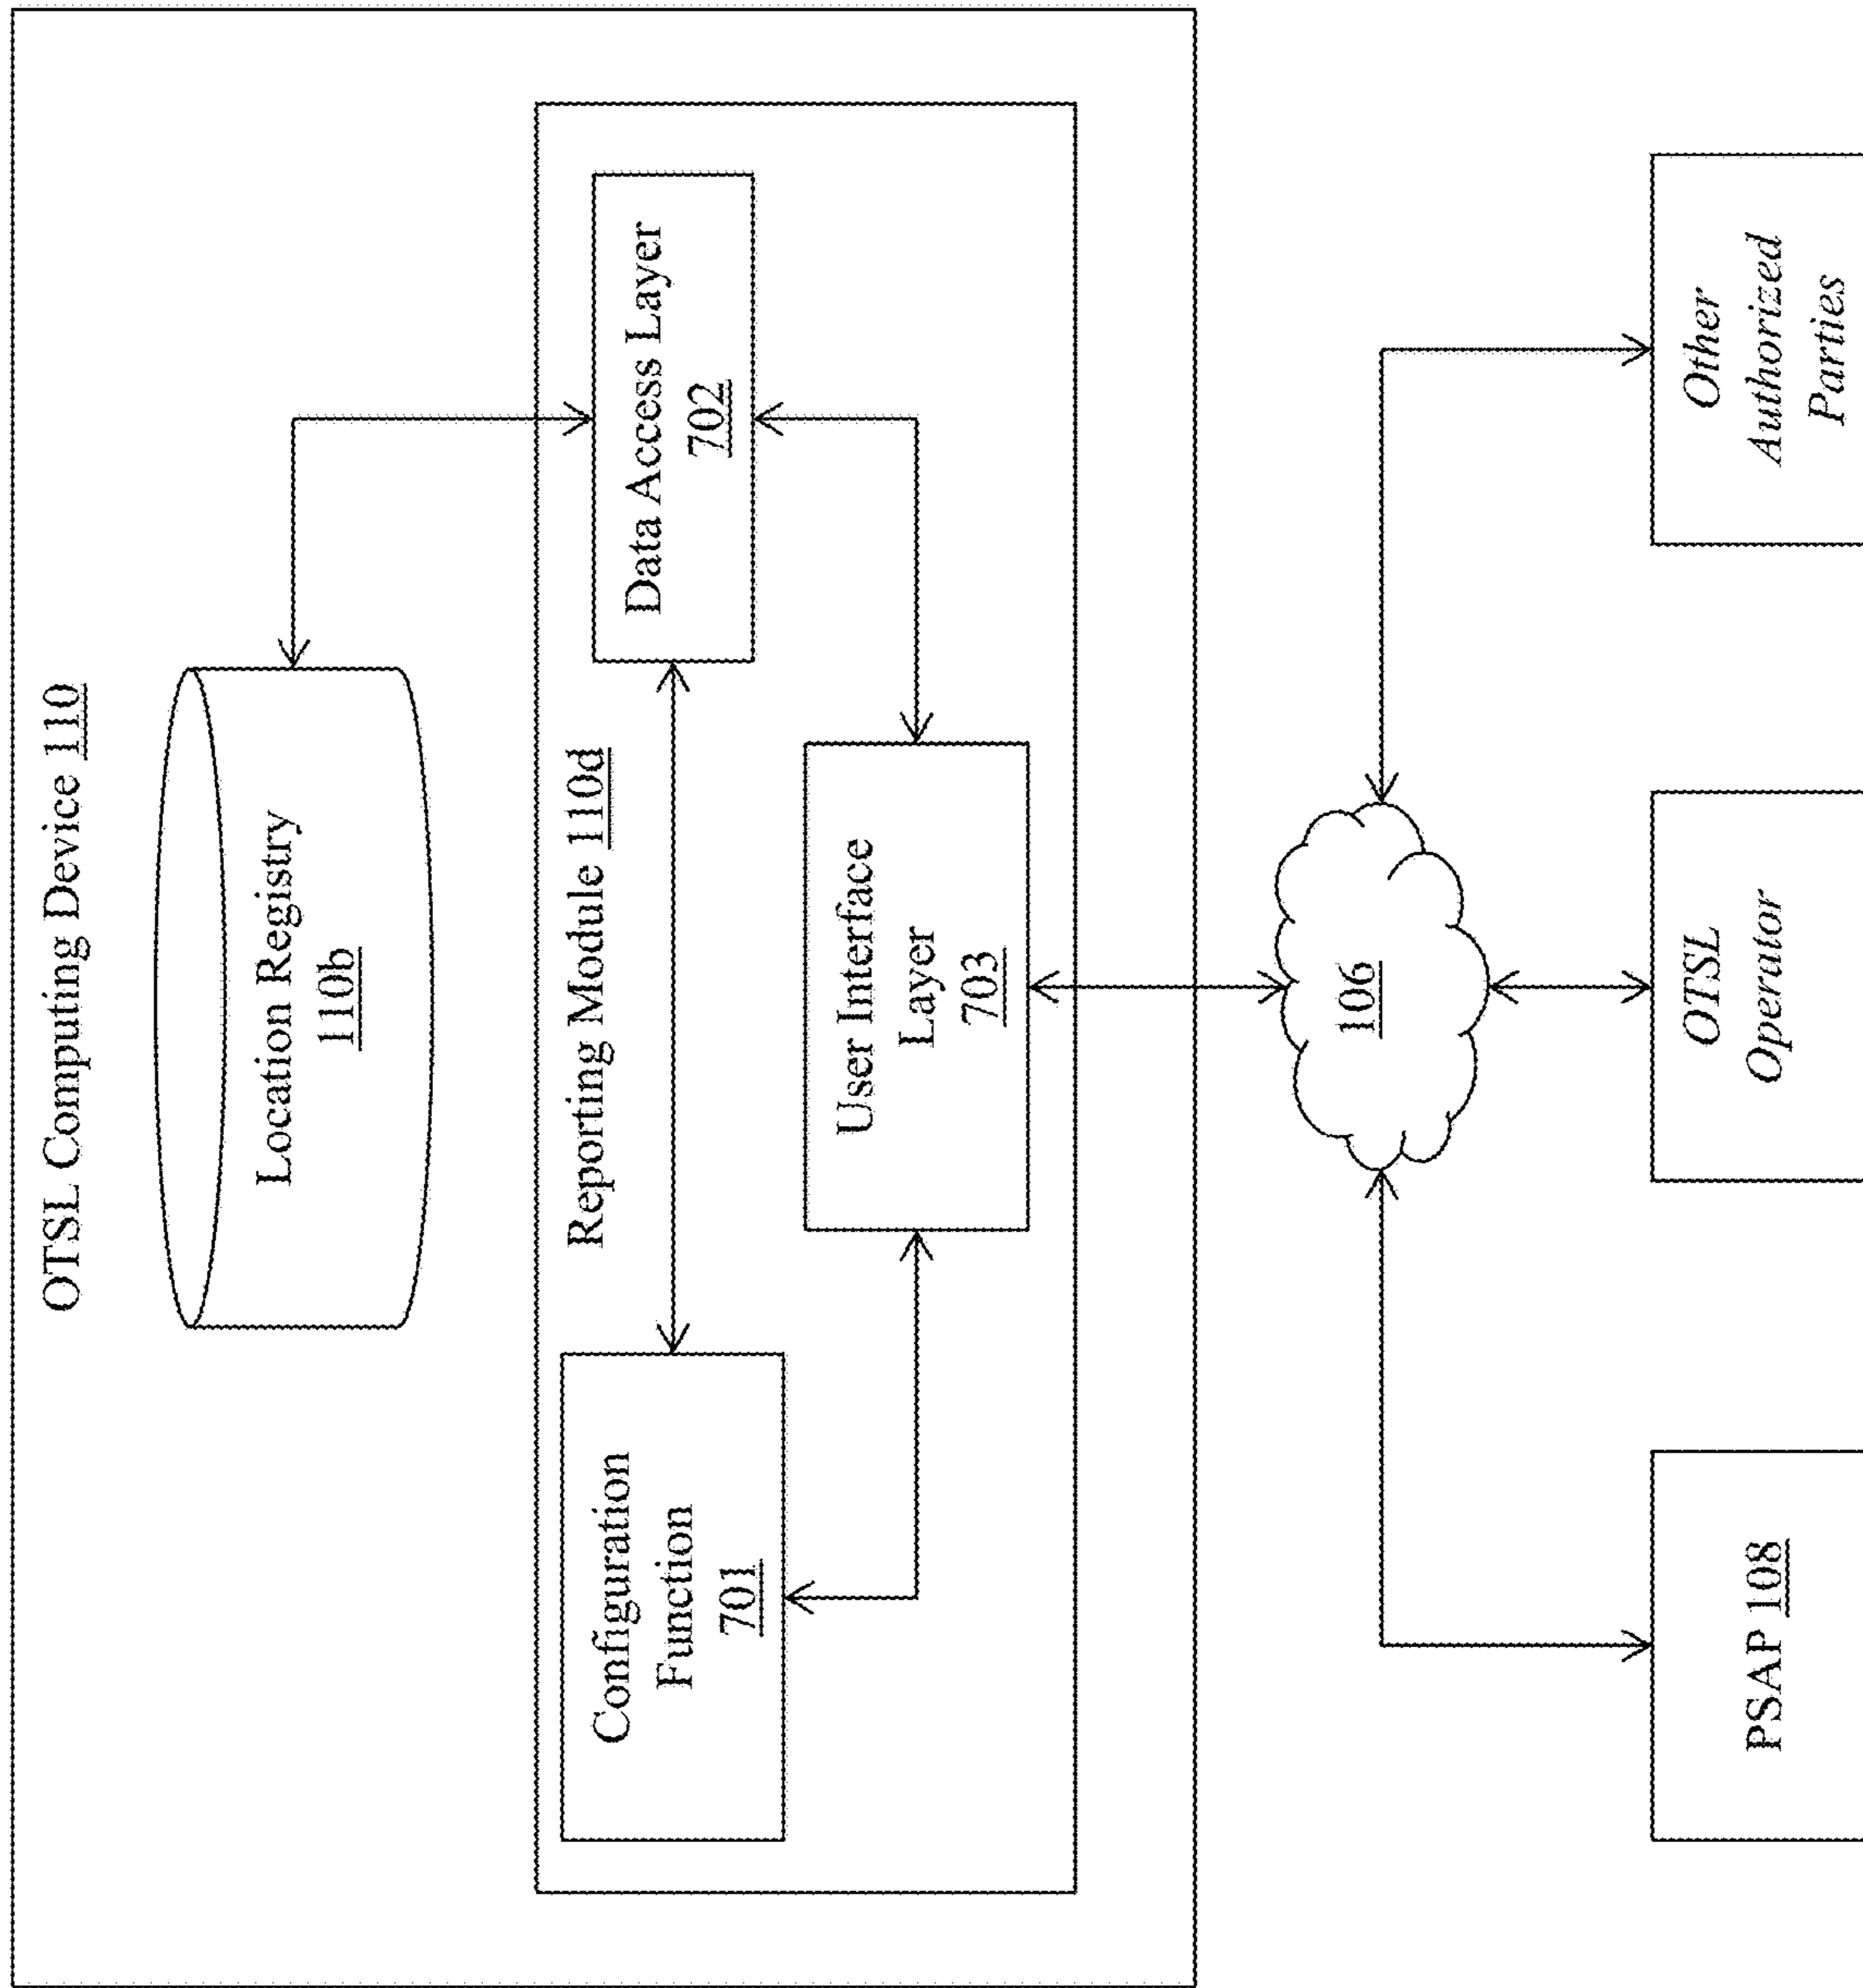 OTSL Computing Device 110
Location Registry
110b
Reporting Module 110d
Configuration
Function
701
Data Access Layer
702
User Interface
Layer
703
106
PSAP 108
OTSL
Operator
Other
Authorized
Parties